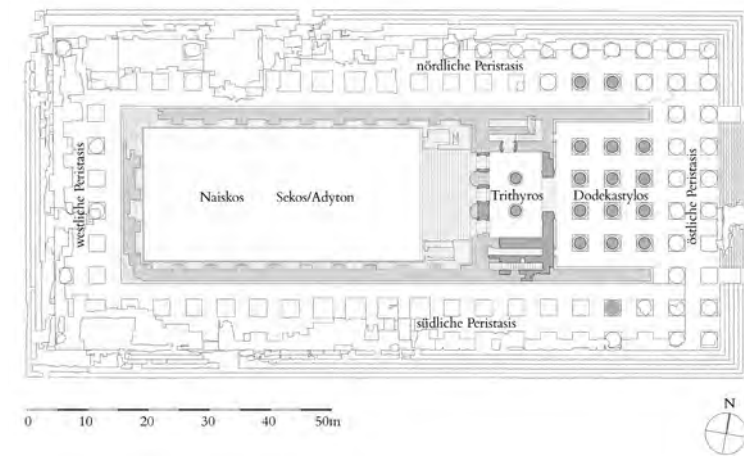 nördliche Peristasis
westliche Peristasis
Naiskos Sekos/Adyton
Trithyros
Dodekastylos
östliche Peristasis
südliche Peristasis
0 10 20 30 40 50m
N